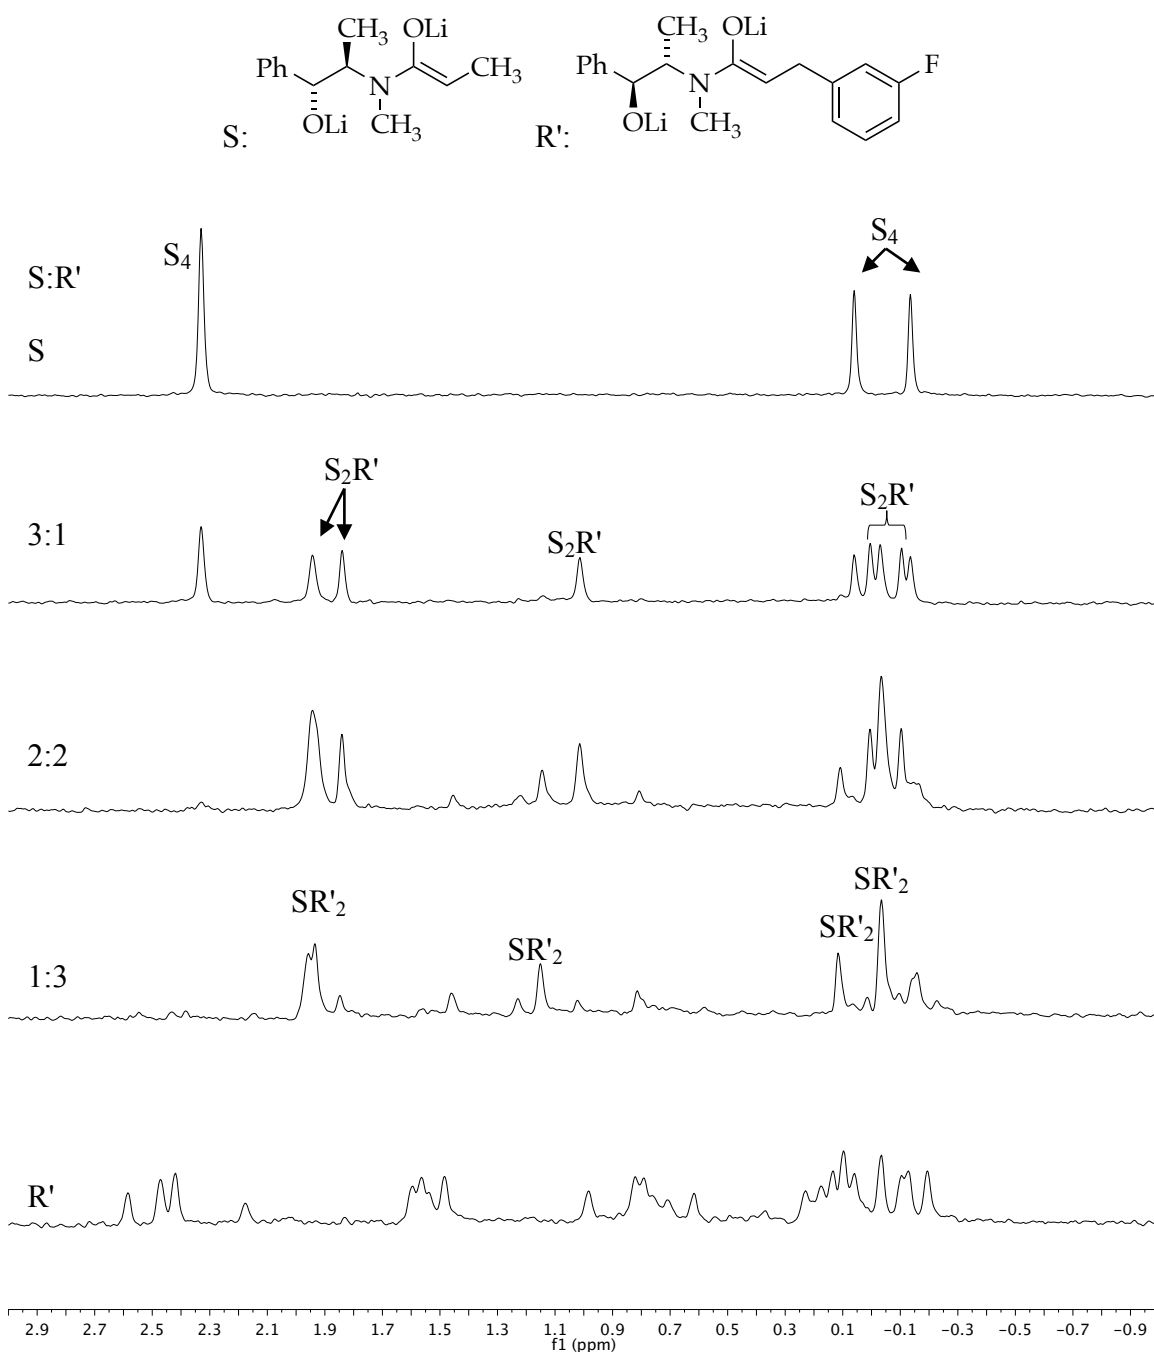 CH₃ OLi
Ph
N
CH₃
OLi CH₃
S:
CH₃ OLi
Ph
N
F
OLi CH₃
R':
S₄
S₄
S:R'
S
S₂R'
S₂R'
S₂R'
3:1
2:2
SR'₂
SR'₂
SR'₂
SR'₂
1:3
R'
2.9 2.7 2.5 2.3 2.1 1.9 1.7 1.5 1.3 1.1 0.9 0.7 0.5 0.3 0.1 −0.1 −0.3 −0.5 −0.7 −0.9
f1 (ppm)